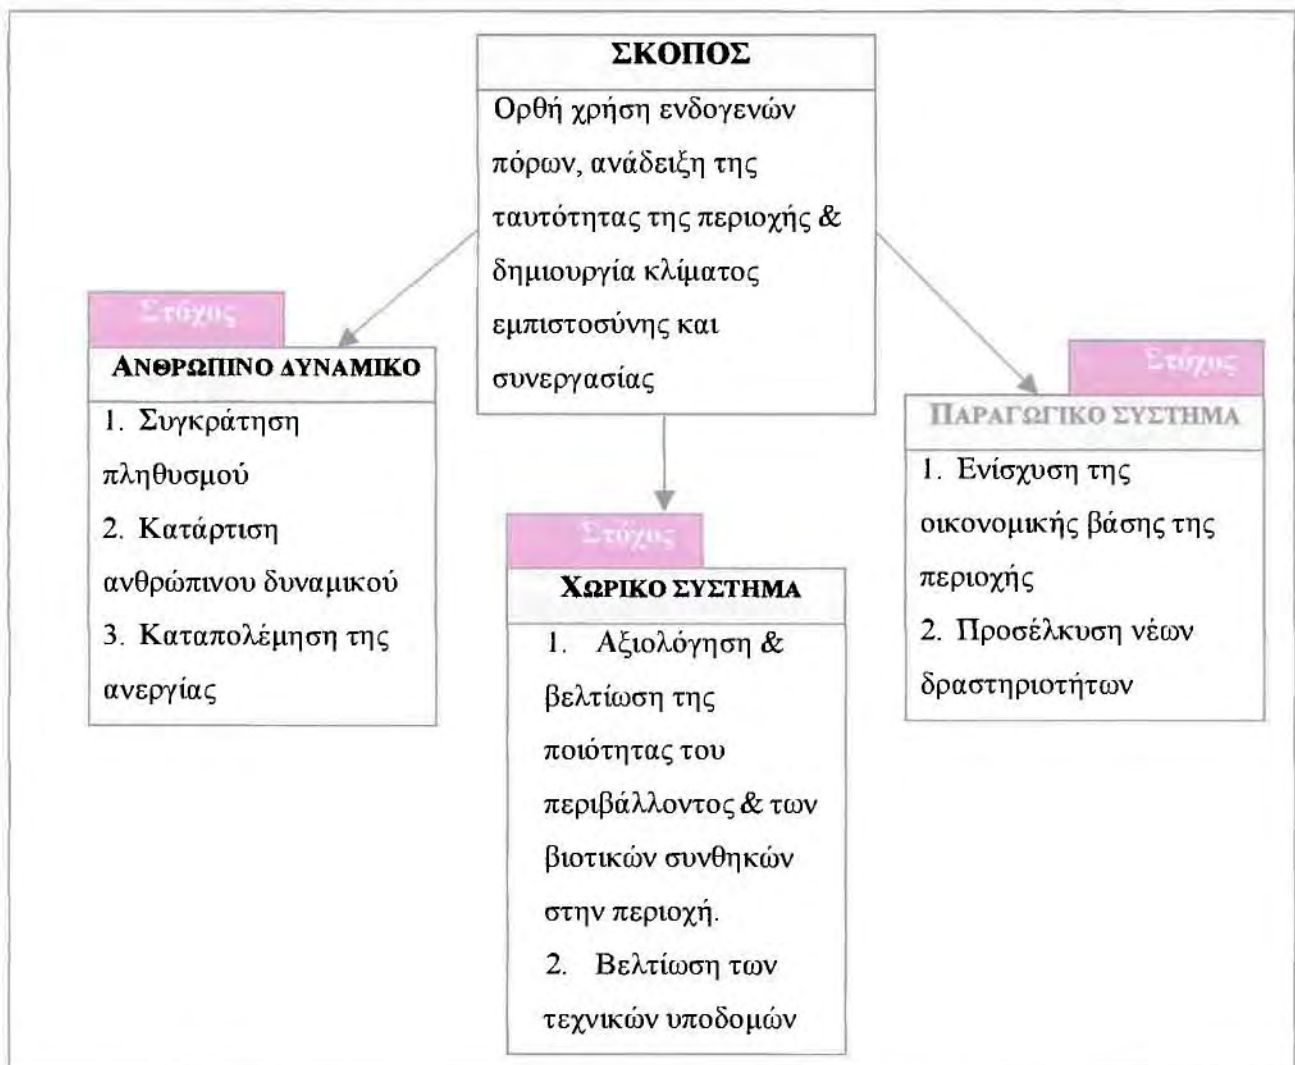 ΣΚΟΠΟΣ
Ορθή χρήση ενδογενών
πόρων, ανάδειξη της
ταυτότητας της περιοχής &
δημιουργία κλίματος
εμπιστοσύνης και
συνεργασίας
Στόχος
ΑΝΘΡΩΠΙΝΟ ΔΥΝΑΜΙΚΟ
1. Συγκράτηση
πληθυσμού
2. Κατάρτιση
ανθρώπινου δυναμικού
3. Καταπολέμηση της
ανεργίας
Στόχος
ΧΩΡΙΚΟ ΣΥΣΤΗΜΑ
1. Αξιολόγηση &
βελτίωση της
ποιότητας του
περιβάλλοντος & των
βιοτικών συνθηκών
στην περιοχή.
2. Βελτίωση των
τεχνικών υποδομών
Στόχος
ΠΑΡΑΓΩΓΙΚΟ ΣΥΣΤΗΜΑ
1. Ενίσχυση της
οικονομικής βάσης της
περιοχής
2. Προσέλκυση νέων
δραστηριοτήτων